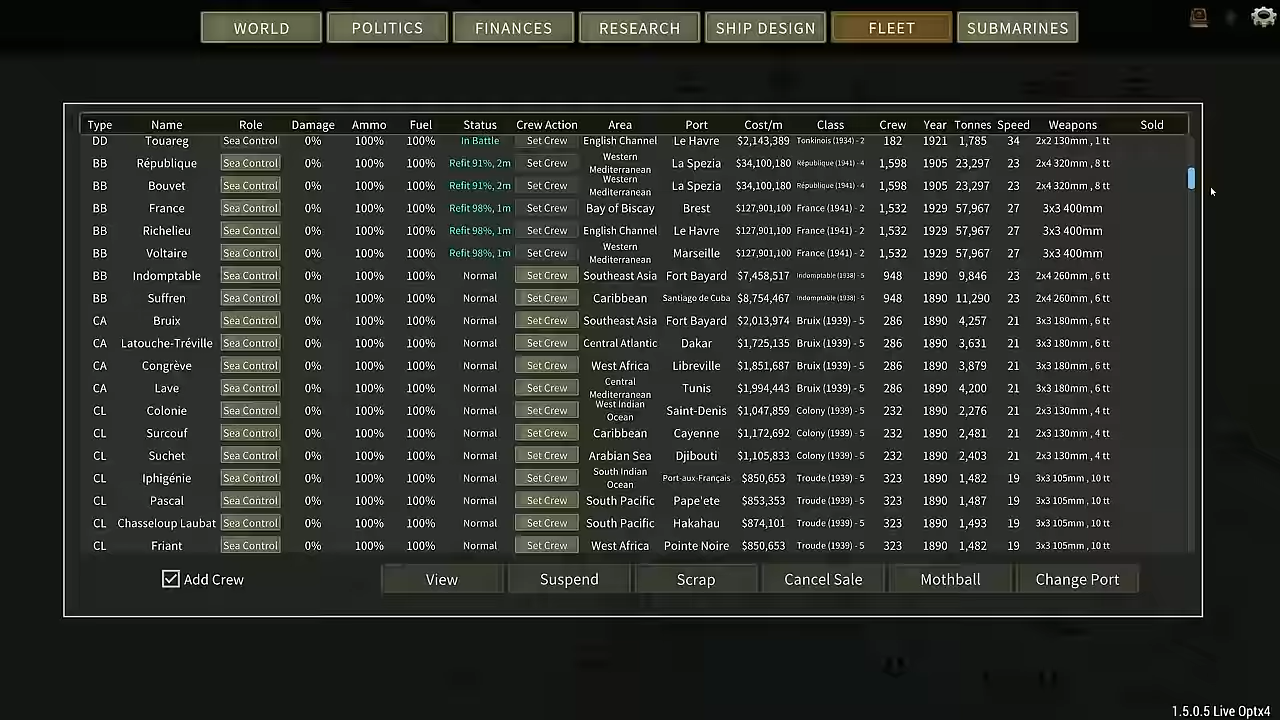 WORLD POLITICS FINANCES RESEARCH SHIP DESIGN FLEET SUBMARINES
Type Name Role Damage Ammo Fuel Status Crew Action Area Port Cost/m Class Crew Year Tonnes Speed Weapons Sold
DD Touareg Sea Control 0% 100% 100% In Battle Set Crew English Channel Le Havre $2,143,389 Tonkinois (1934) - 2 182 1921 1,785 34 2x2 130mm , 1 tt
BB République Sea Control 0% 100% 100% Refit 91%, 2m Set Crew Western Mediterranean La Spezia $34,100,180 République (1941) - 4 1,598 1905 23,297 23 2x4 320mm , 8 tt
BB Bouvet Sea Control 0% 100% 100% Refit 91%, 2m Set Crew Western Mediterranean La Spezia $34,100,180 République (1941) - 4 1,598 1905 23,297 23 2x4 320mm , 8 tt
BB France Sea Control 0% 100% 100% Refit 98%, 1m Set Crew Bay of Biscay Brest $127,901,100 France (1941) - 2 1,532 1929 57,967 27 3x3 400mm
BB Richelieu Sea Control 0% 100% 100% Refit 98%, 1m Set Crew English Channel Le Havre $127,901,100 France (1941) - 2 1,532 1929 57,967 27 3x3 400mm
BB Voltaire Sea Control 0% 100% 100% Refit 98%, 1m Set Crew Western Mediterranean Marseille $127,901,100 France (1941) - 2 1,532 1929 57,967 27 3x3 400mm
BB Indomptable Sea Control 0% 100% 100% Normal Set Crew Southeast Asia Fort Bayard $7,458,517 Indomptable (1938) - 5 948 1890 9,846 23 2x4 260mm , 6 tt
BB Suffren Sea Control 0% 100% 100% Normal Set Crew Caribbean Santiago de Cuba $8,754,467 Indomptable (1938) - 5 948 1890 11,290 23 2x4 260mm , 6 tt
CA Bruix Sea Control 0% 100% 100% Normal Set Crew Southeast Asia Fort Bayard $2,013,974 Bruix (1939) - 5 286 1890 4,257 21 3x3 180mm , 6 tt
CA Latouche-Tréville Sea Control 0% 100% 100% Normal Set Crew Central Atlantic Dakar $1,725,135 Bruix (1939) - 5 286 1890 3,631 21 3x3 180mm , 6 tt
CA Congrève Sea Control 0% 100% 100% Normal Set Crew West Africa Libreville $1,851,687 Bruix (1939) - 5 286 1890 3,879 21 3x3 180mm , 6 tt
CA Lave Sea Control 0% 100% 100% Normal Set Crew Central Mediterranean Tunis $1,994,443 Bruix (1939) - 5 286 1890 4,200 21 3x3 180mm , 6 tt
CL Colonie Sea Control 0% 100% 100% Normal Set Crew West Indian Ocean Saint-Denis $1,047,859 Colony (1939) - 5 232 1890 2,276 21 2x3 130mm , 4 tt
CL Surcouf Sea Control 0% 100% 100% Normal Set Crew Caribbean Cayenne $1,172,692 Colony (1939) - 5 232 1890 2,481 21 2x3 130mm , 4 tt
CL Suchet Sea Control 0% 100% 100% Normal Set Crew Arabian Sea Djibouti $1,105,833 Colony (1939) - 5 232 1890 2,403 21 2x3 130mm , 4 tt
CL Iphigénie Sea Control 0% 100% 100% Normal Set Crew South Indian Ocean Port-aux-Français $850,653 Troude (1939) - 5 323 1890 1,482 19 3x3 105mm , 10 tt
CL Pascal Sea Control 0% 100% 100% Normal Set Crew South Pacific Pape'ete $853,353 Troude (1939) - 5 323 1890 1,487 19 3x3 105mm , 10 tt
CL Chasseloup Laubat Sea Control 0% 100% 100% Normal Set Crew South Pacific Hakahau $874,101 Troude (1939) - 5 323 1890 1,493 19 3x3 105mm , 10 tt
CL Friant Sea Control 0% 100% 100% Normal Set Crew West Africa Pointe Noire $850,653 Troude (1939) - 5 323 1890 1,482 19 3x3 105mm , 10 tt
Add Crew View Suspend Scrap Cancel Sale Mothball Change Port
1.5.0.5 Live Optx4